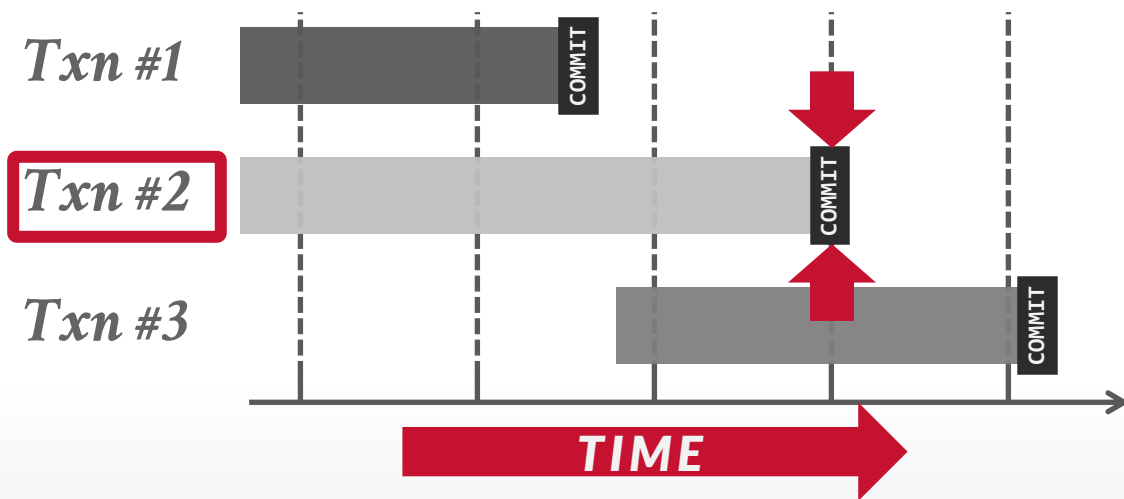 Txn #1
COMMIT
Txn #2
COMMIT
Txn #3
COMMIT
TIME